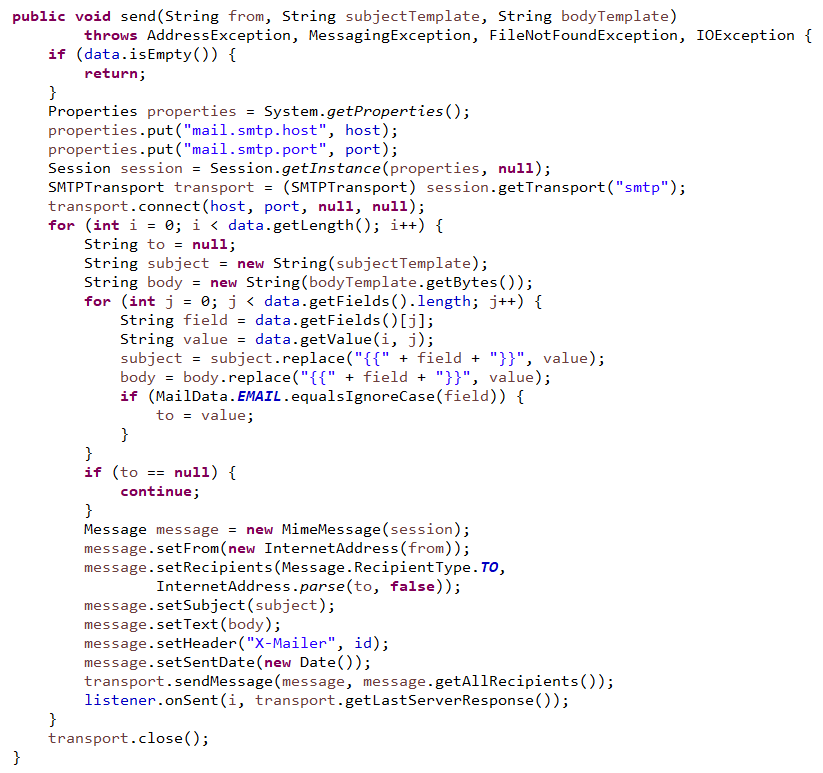 public void send(String from, String subjectTemplate, String bodyTemplate)
        throws AddressException, MessagingException, FileNotFoundException, IOException {
    if (data.isEmpty()) {
        return;
    }
    Properties properties = System.getProperties();
    properties.put("mail.smtp.host", host);
    properties.put("mail.smtp.port", port);
    Session session = Session.getInstance(properties, null);
    SMTPTransport transport = (SMTPTransport) session.getTransport("smtp");
    transport.connect(host, port, null, null);
    for (int i = 0; i < data.getLength(); i++) {
        String to = null;
        String subject = new String(subjectTemplate);
        String body = new String(bodyTemplate.getBytes());
        for (int j = 0; j < data.getFields().length; j++) {
            String field = data.getFields()[j];
            String value = data.getValue(i, j);
            subject = subject.replace("{{" + field + "}}", value);
            body = body.replace("{{" + field + "}}", value);
            if (MailData.EMAIL.equalsIgnoreCase(field)) {
                to = value;
            }
        }
        if (to == null) {
            continue;
        }
        Message message = new MimeMessage(session);
        message.setFrom(new InternetAddress(from));
        message.setRecipients(Message.RecipientType.TO,
                InternetAddress.parse(to, false));
        message.setSubject(subject);
        message.setText(body);
        message.setHeader("X-Mailer", id);
        message.setSentDate(new Date());
        transport.sendMessage(message, message.getAllRecipients());
        listener.onSent(i, transport.getLastServerResponse());
    }
    transport.close();
}